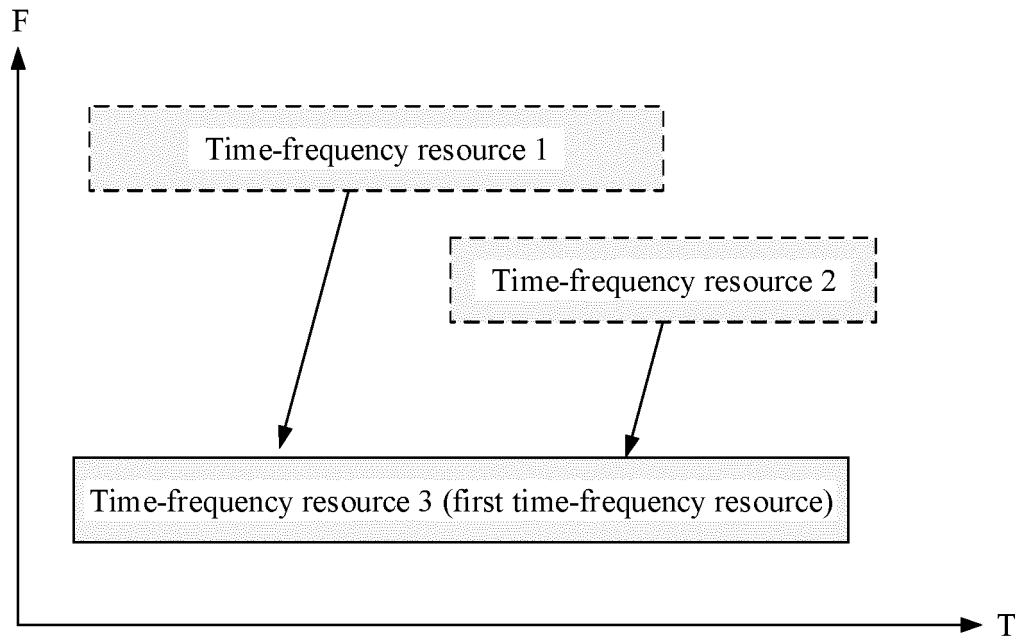 F
Time-frequency resource 1
Time-frequency resource 2
Time-frequency resource 3 (first time-frequency resource)
T